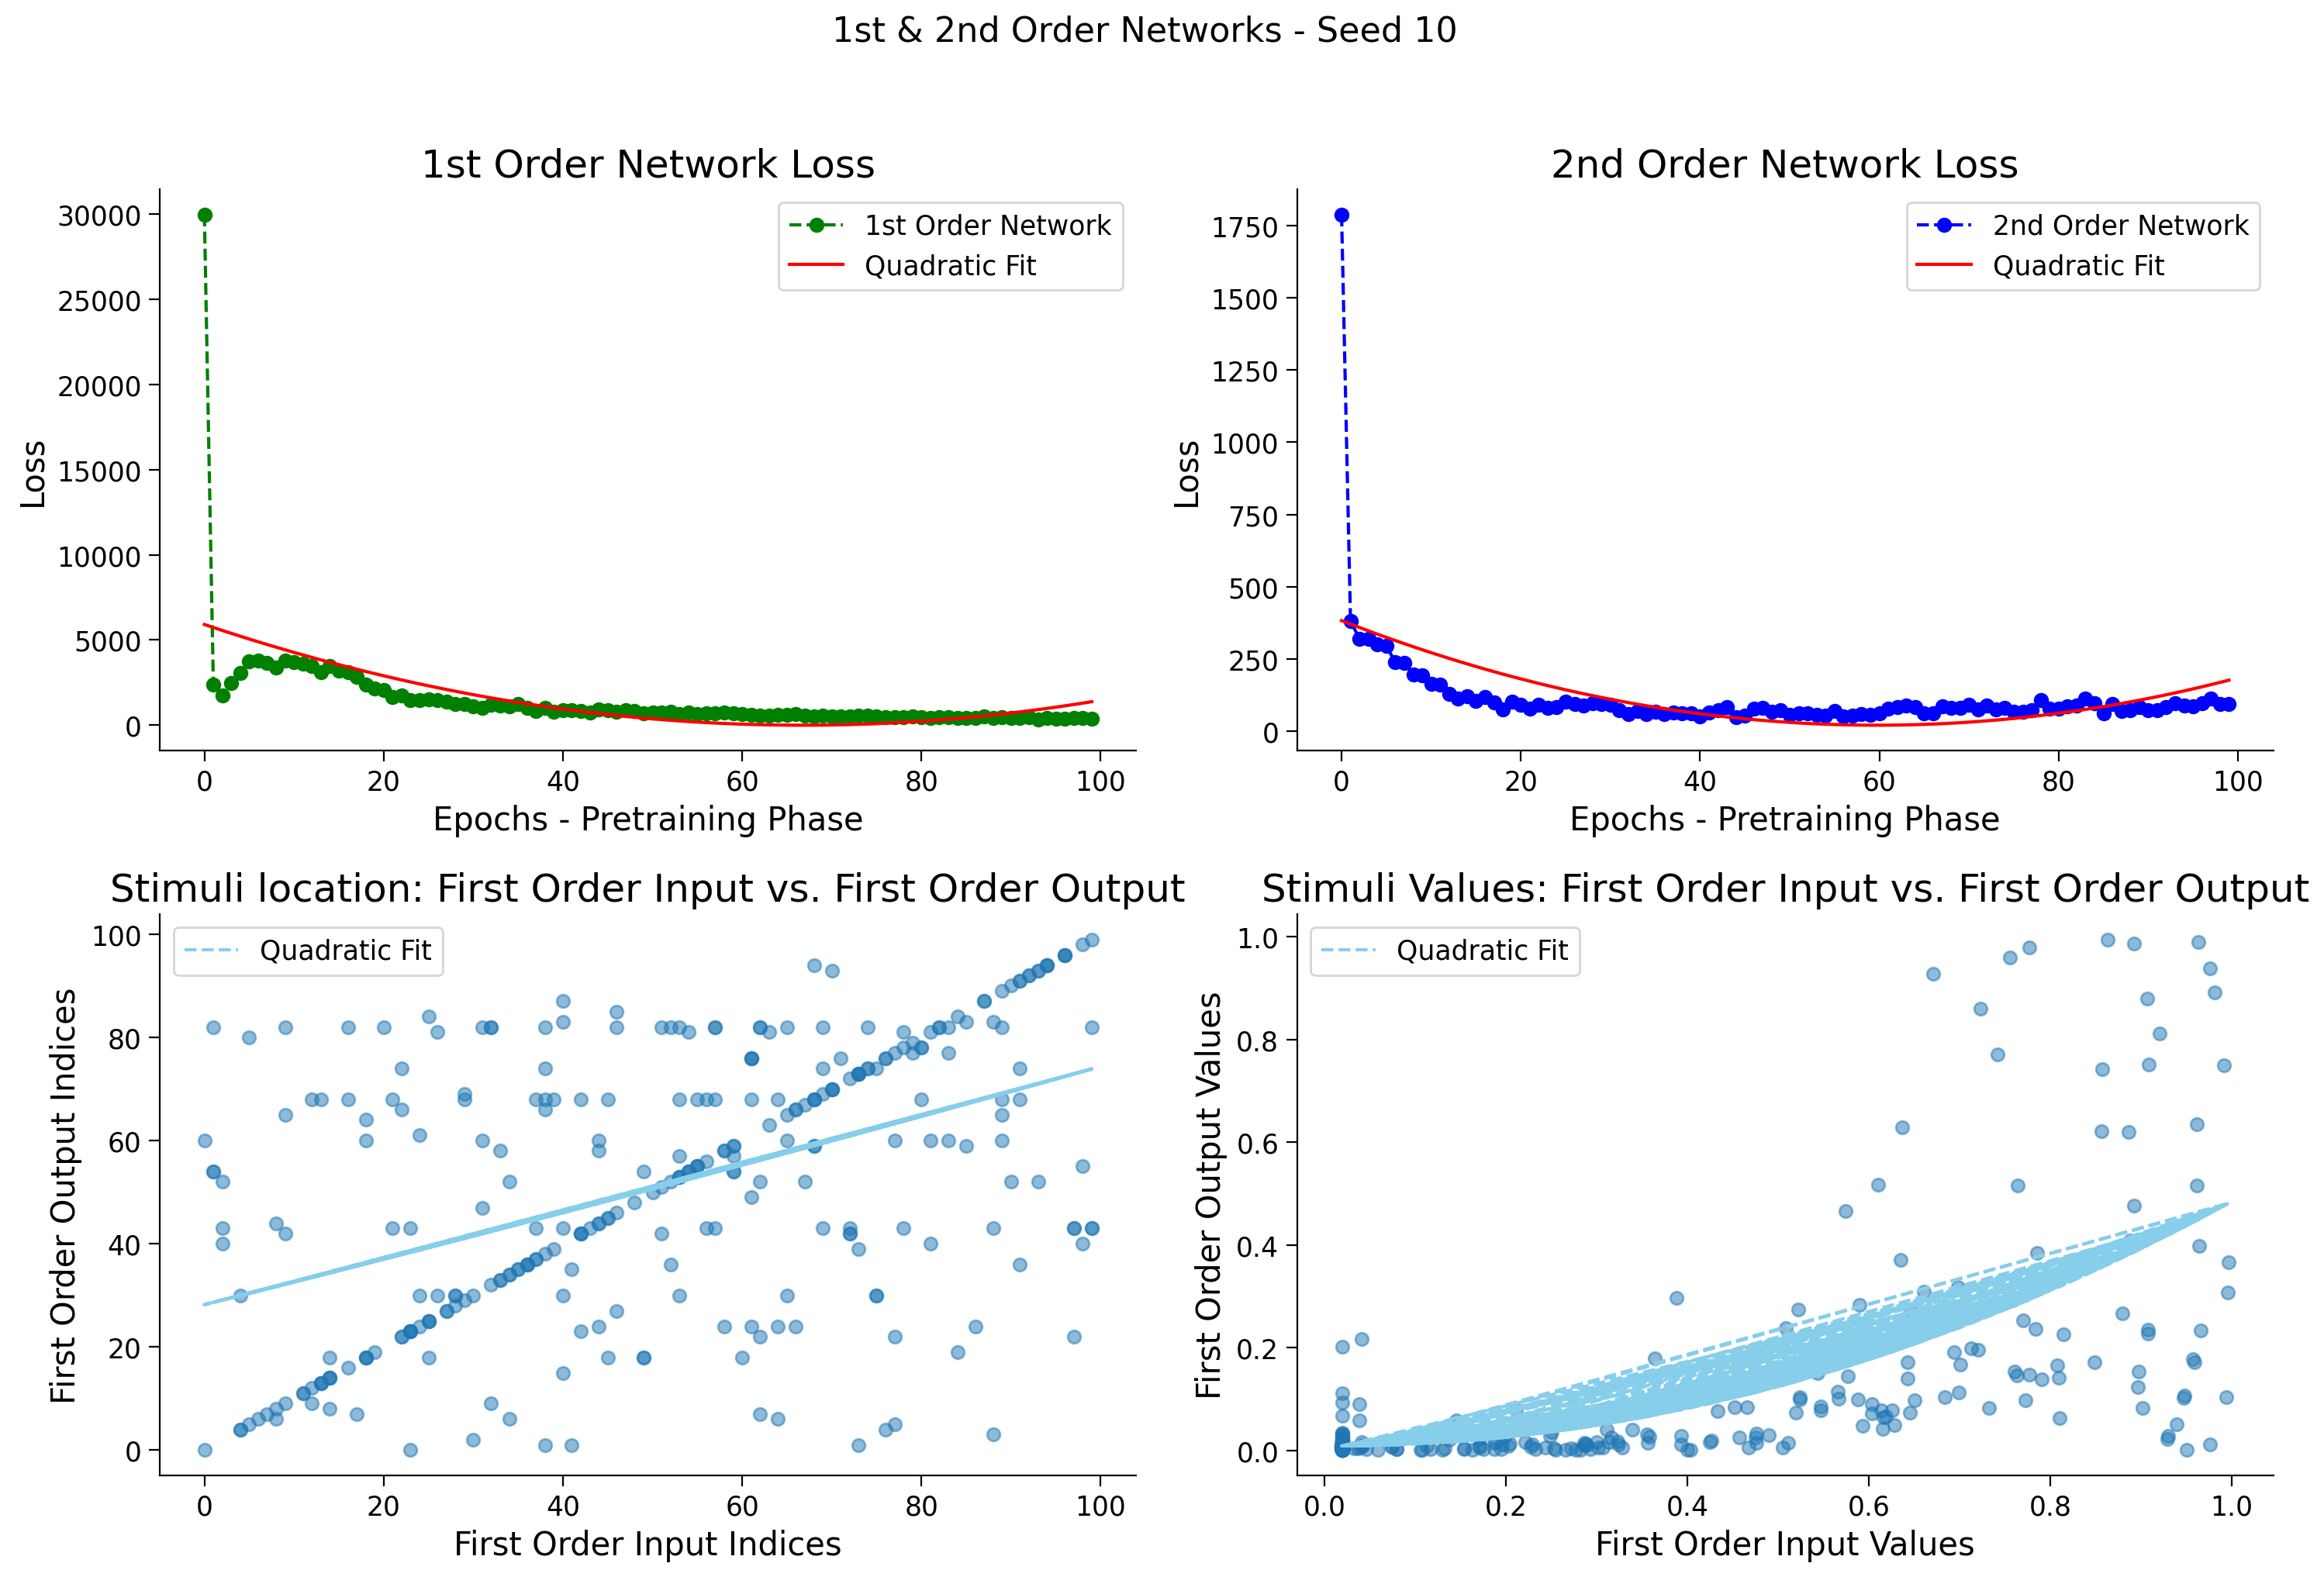 1st & 2nd Order Networks - Seed 10
1st Order Network Loss
30000
25000
20000
15000
10000
5000
0
Loss
1st Order Network
Quadratic Fit
0 20 40 60 80 100
Epochs - Pretraining Phase
2nd Order Network Loss
1750
1500
1250
1000
750
500
250
0
Loss
2nd Order Network
Quadratic Fit
0 20 40 60 80 100
Epochs - Pretraining Phase
Stimuli location: First Order Input vs. First Order Output
100
80
60
40
20
0
First Order Output Indices
Quadratic Fit
0 20 40 60 80 100
First Order Input Indices
Stimuli Values: First Order Input vs. First Order Output
1.0
0.8
0.6
0.4
0.2
0.0
First Order Output Values
Quadratic Fit
0.0 0.2 0.4 0.6 0.8 1.0
First Order Input Values